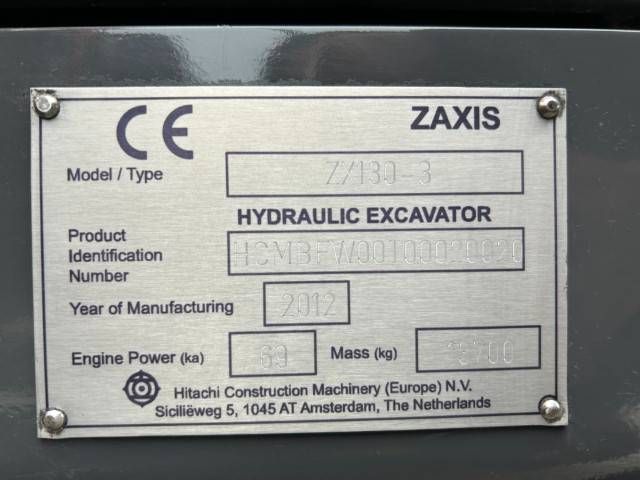 CE ZAXIS
Model / Type ZX130-3
HYDRAULIC EXCAVATOR
Product
Identification
Number
Year of Manufacturing 2012
Engine Power (ka) 69 Mass (kg)
Hitachi Construction Machinery (Europe) N.V.
Siciliëweg 5, 1045 AT Amsterdam, The Netherlands